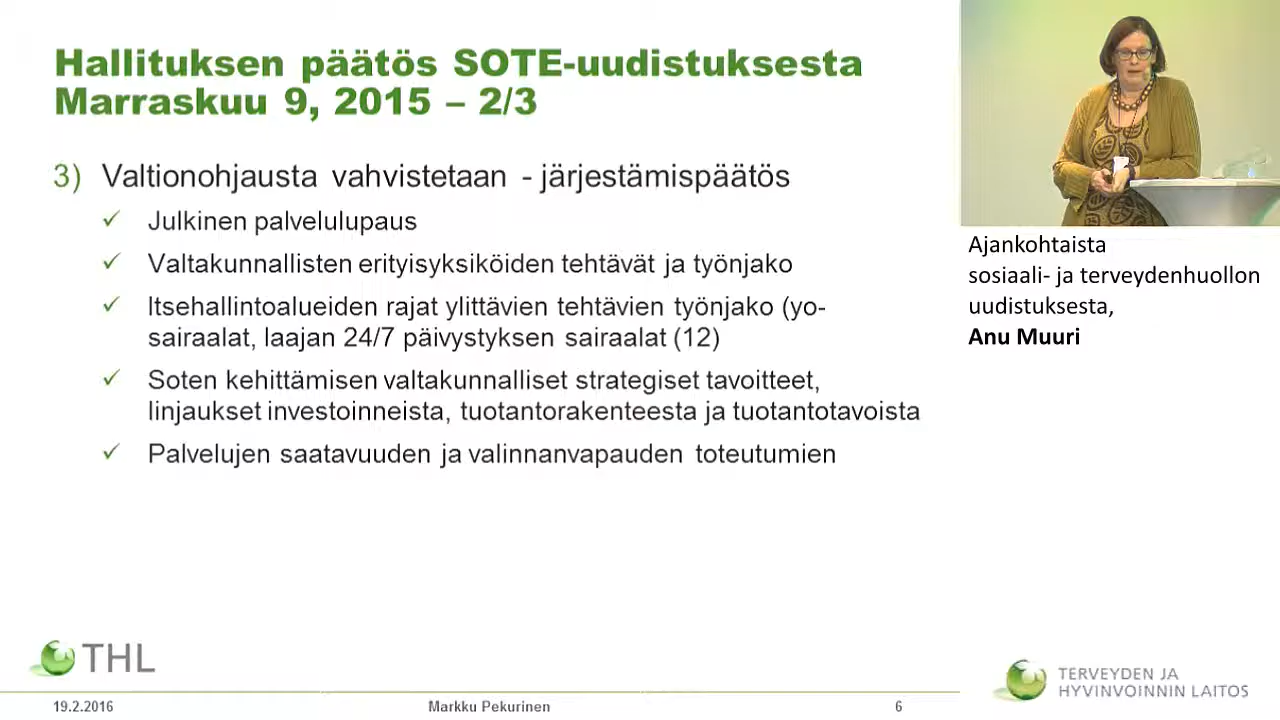 Hallituksen päätös SOTE-uudistuksesta
Marraskuu 9, 2015 – 2/3
3) Valtionohjausta vahvistetaan - järjestämispäätös
✓ Julkinen palvelulupaus
✓ Valtakunnallisten erityisyksiköiden tehtävät ja työnjako
✓ Itsehallintoalueiden rajat ylittävien tehtävien työnjako (yo-
sairaalat, laajan 24/7 päivystyksen sairaalat (12)
✓ Soten kehittämisen valtakunnalliset strategiset tavoitteet,
linjaukset investoinneista, tuotantorakenteesta ja tuotantotavoista
✓ Palvelujen saatavuuden ja valinnanvapauden toteutumien
Ajankohtaista
sosiaali- ja terveydenhuollon
uudistuksesta,
Anu Muuri
THL
TERVEYDEN JA
HYVINVOINNIN LAITOS
19.2.2016
Markku Pekurinen
6